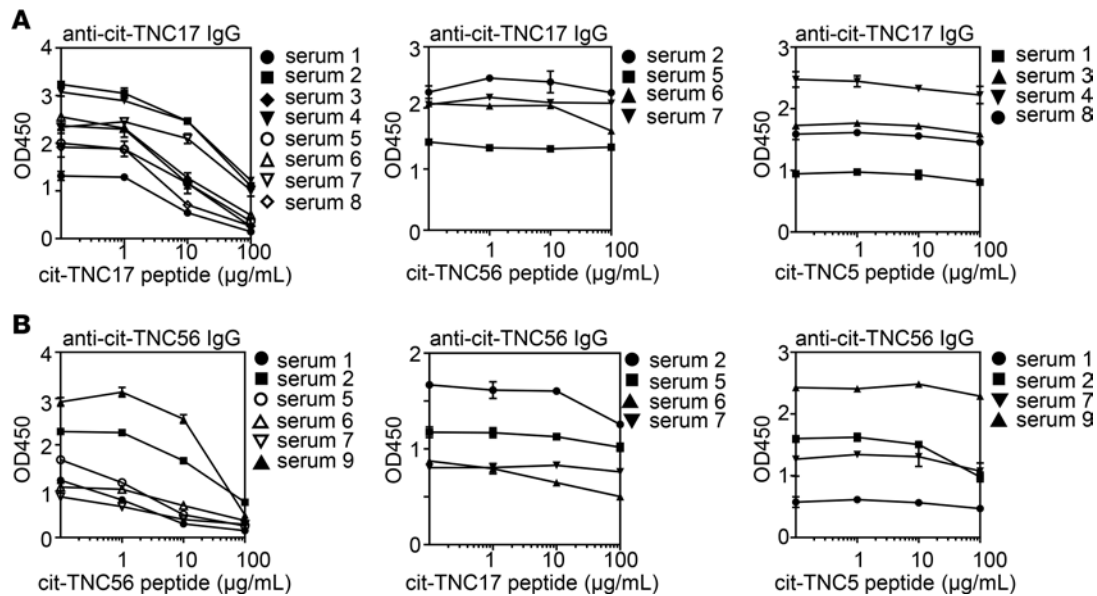 A
anti-cit-TNC17 IgG
4
3
2
1
0
OD450
1
10
100
cit-TNC17 peptide (µg/mL)
serum 1
serum 2
serum 3
serum 4
serum 5
serum 6
serum 7
serum 8
anti-cit-TNC17 IgG
3
2
1
0
OD450
1
10
100
cit-TNC56 peptide (µg/mL)
serum 2
serum 5
serum 6
serum 7
anti-cit-TNC17 IgG
3
2
1
0
OD450
1
10
100
cit-TNC5 peptide (µg/mL)
serum 1
serum 3
serum 4
serum 8
B
anti-cit-TNC56 IgG
4
3
2
1
0
OD450
1
10
100
cit-TNC56 peptide (µg/mL)
serum 1
serum 2
serum 5
serum 6
serum 7
serum 9
anti-cit-TNC56 IgG
2
1
0
OD450
1
10
100
cit-TNC17 peptide (µg/mL)
serum 2
serum 5
serum 6
serum 7
anti-cit-TNC56 IgG
3
2
1
0
OD450
1
10
100
cit-TNC5 peptide (µg/mL)
serum 1
serum 2
serum 7
serum 9